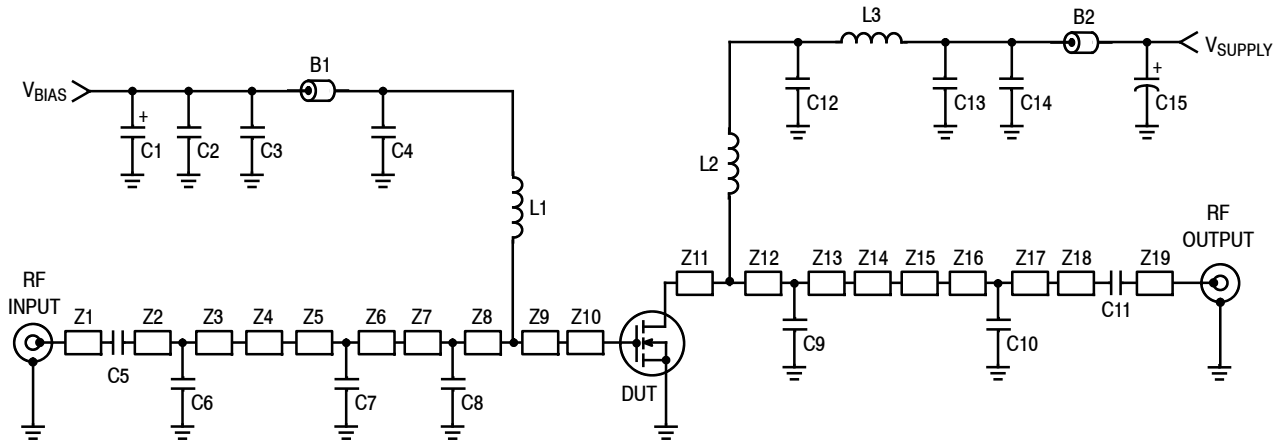 L3
B2
V_SUPPLY
+
C12
C13
C14
C15
B1
V_BIAS
+
C1
C2
C3
C4
L2
L1
RF
OUTPUT
Z11
Z12
Z13
Z14
Z15
Z16
Z17
Z18
Z19
C11
C9
C10
RF
INPUT
Z1
Z2
Z3
Z4
Z5
Z6
Z7
Z8
Z9
Z10
C5
C6
C7
C8
DUT